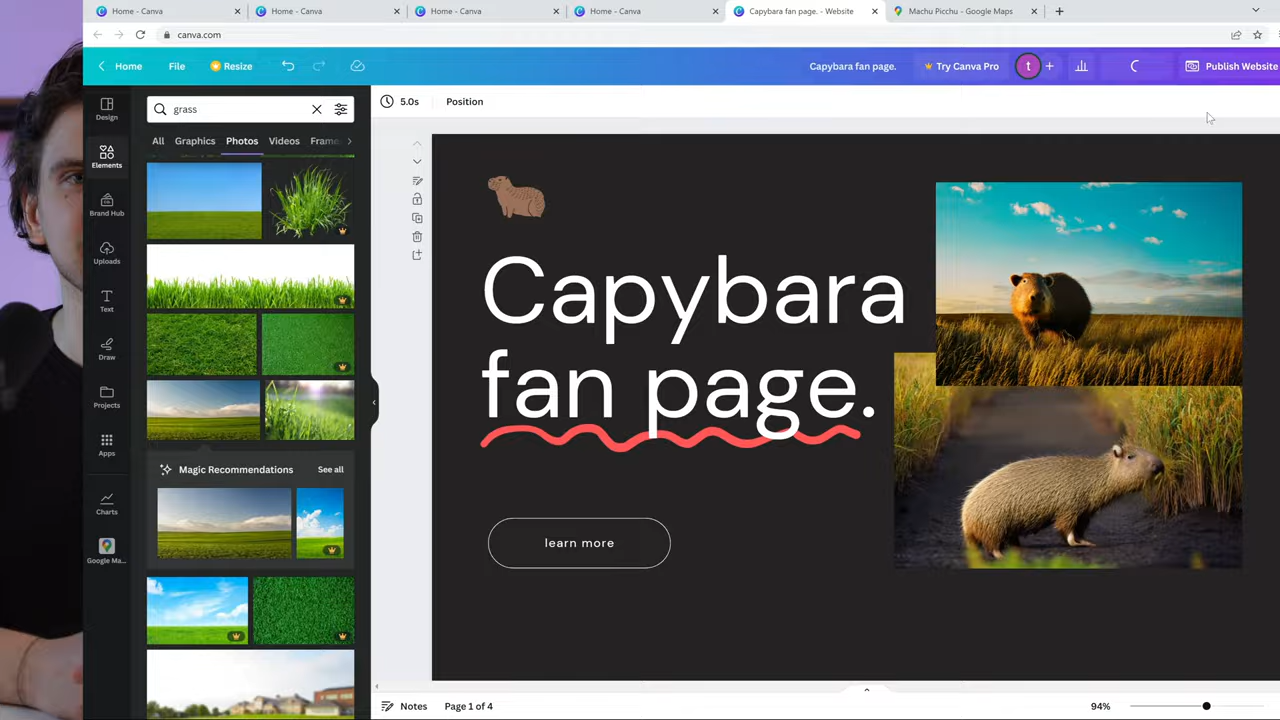 Home - Canva
Home - Canva
Home - Canva
Home - Canva
Capybara fan page. - Website
Machu Picchu - Google Maps
canva.com
Home
File
Resize
Capybara fan page.
Try Canva Pro
t
Publish Website
Design
Elements
Brand Hub
Uploads
Text
Draw
Projects
Apps
Charts
Google Ma...
grass
All
Graphics
Photos
Videos
Frame
Magic Recommendations
See all
5.0s
Position
Capybara
fan page.
learn more
Notes
Page 1 of 4
94%